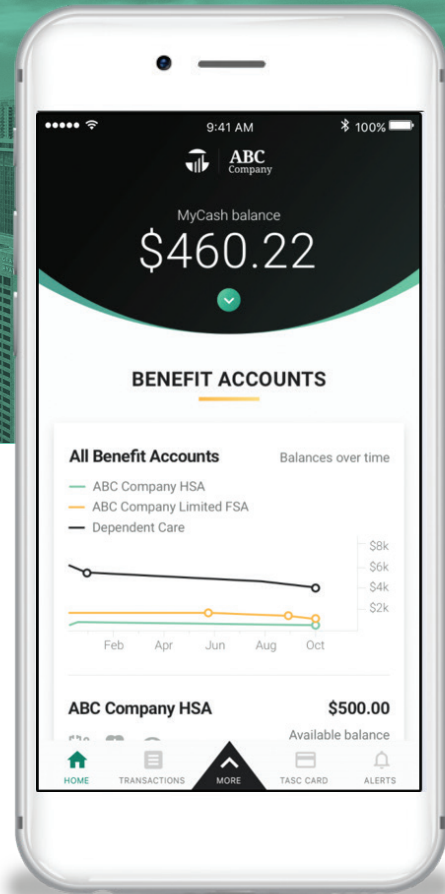 9:41 AM
100%
ABC
Company
MyCash balance
$460.22
BENEFIT ACCOUNTS
All Benefit Accounts
Balances over time
ABC Company HSA
ABC Company Limited FSA
Dependent Care
$8k
$6k
$4k
$2k
Feb Apr Jun Aug Oct
ABC Company HSA $500.00
Available balance
HOME TRANSACTIONS MORE TASC CARD ALERTS